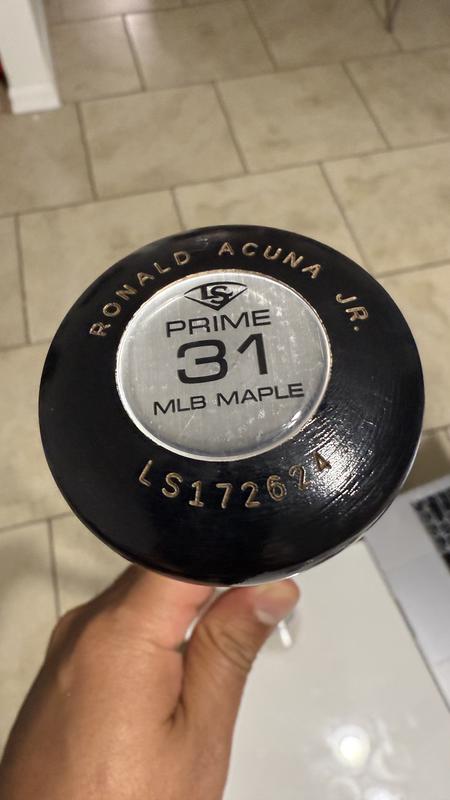 RONALD ACUNA JR.
LS
PRIME
31
MLB MAPLE
LS172624